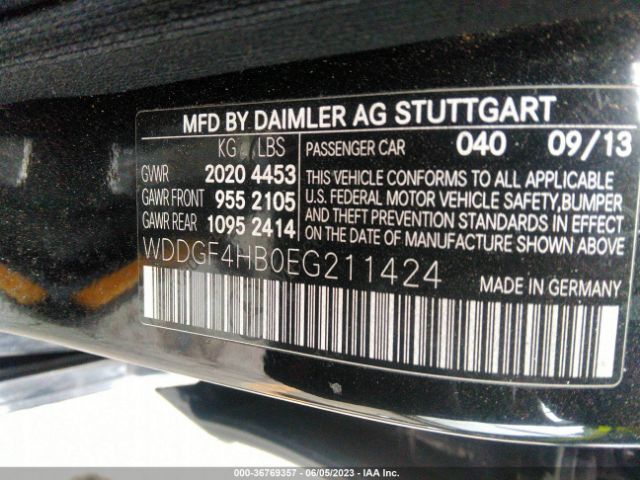 MFD BY DAIMLER AG STUTTGART
KG LBS
PASSENGER CAR 040 09/13
GVWR 2020 4453
GAWR FRONT 955 2105
GAWR REAR 1095 2414
THIS VEHICLE CONFORMS TO ALL APPLICABLE
U.S. FEDERAL MOTOR VEHICLE SAFETY, BUMPER
AND THEFT PREVENTION STANDARDS IN EFFECT
ON THE DATE OF MANUFACTURE SHOWN ABOVE
WDDGF4HB0EG211424
MADE IN GERMANY
000-36769357 - 06/05/2023 - IAA Inc.